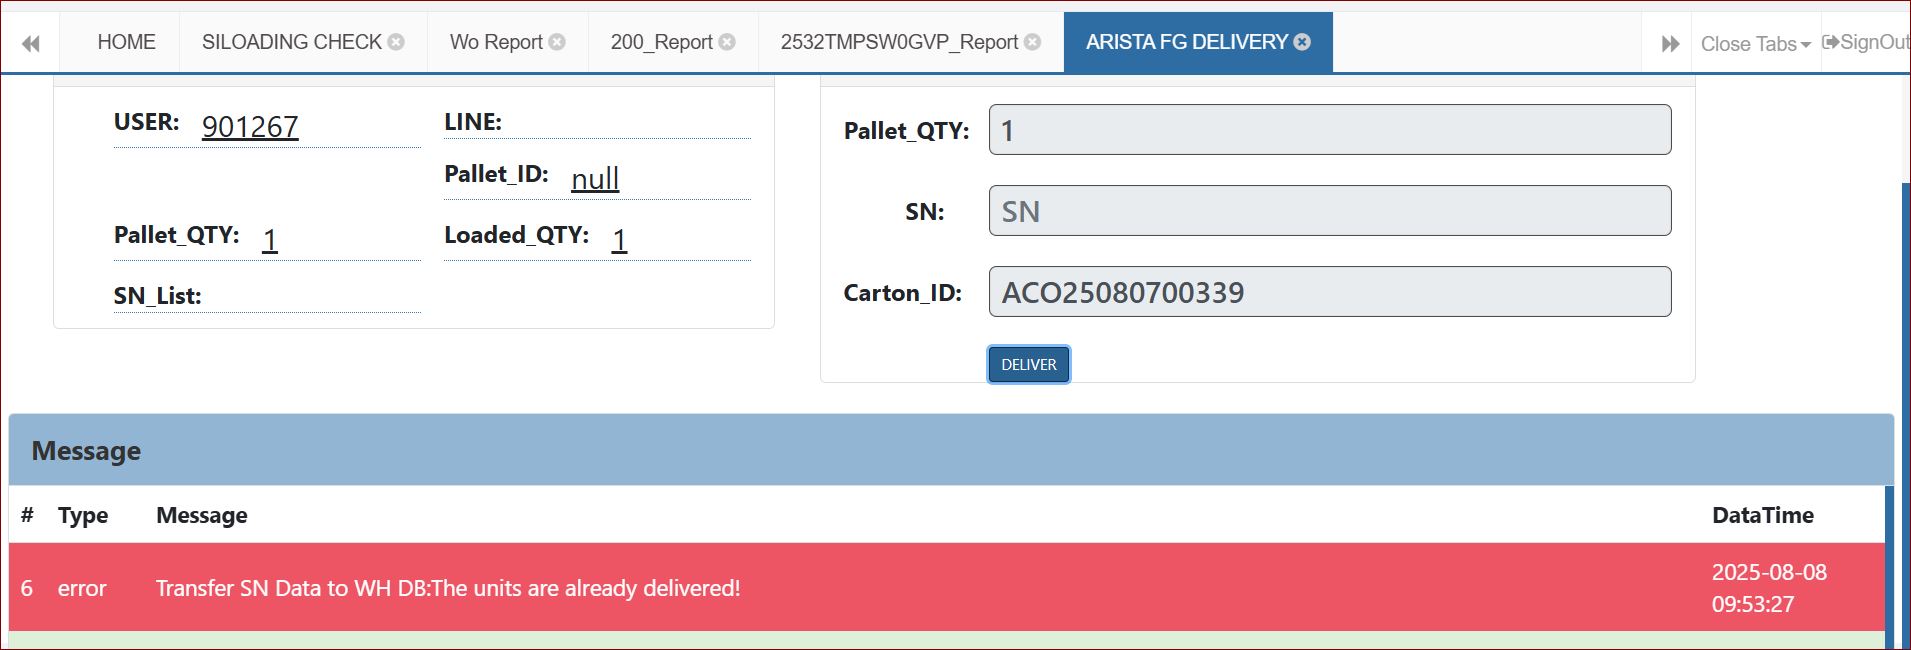 HOME SILOADING CHECK Wo Report 200_Report 2532TMPSW0GVP_Report ARISTA FG DELIVERY Close Tabs SignOut
USER: 901267 LINE:
Pallet_ID: null
Pallet_QTY: 1 Loaded_QTY: 1
SN_List:
Pallet_QTY: 1
SN: SN
Carton_ID: ACO25080700339
DELIVER
Message
# Type Message DataTime
6 error Transfer SN Data to WH DB:The units are already delivered! 2025-08-08
09:53:27